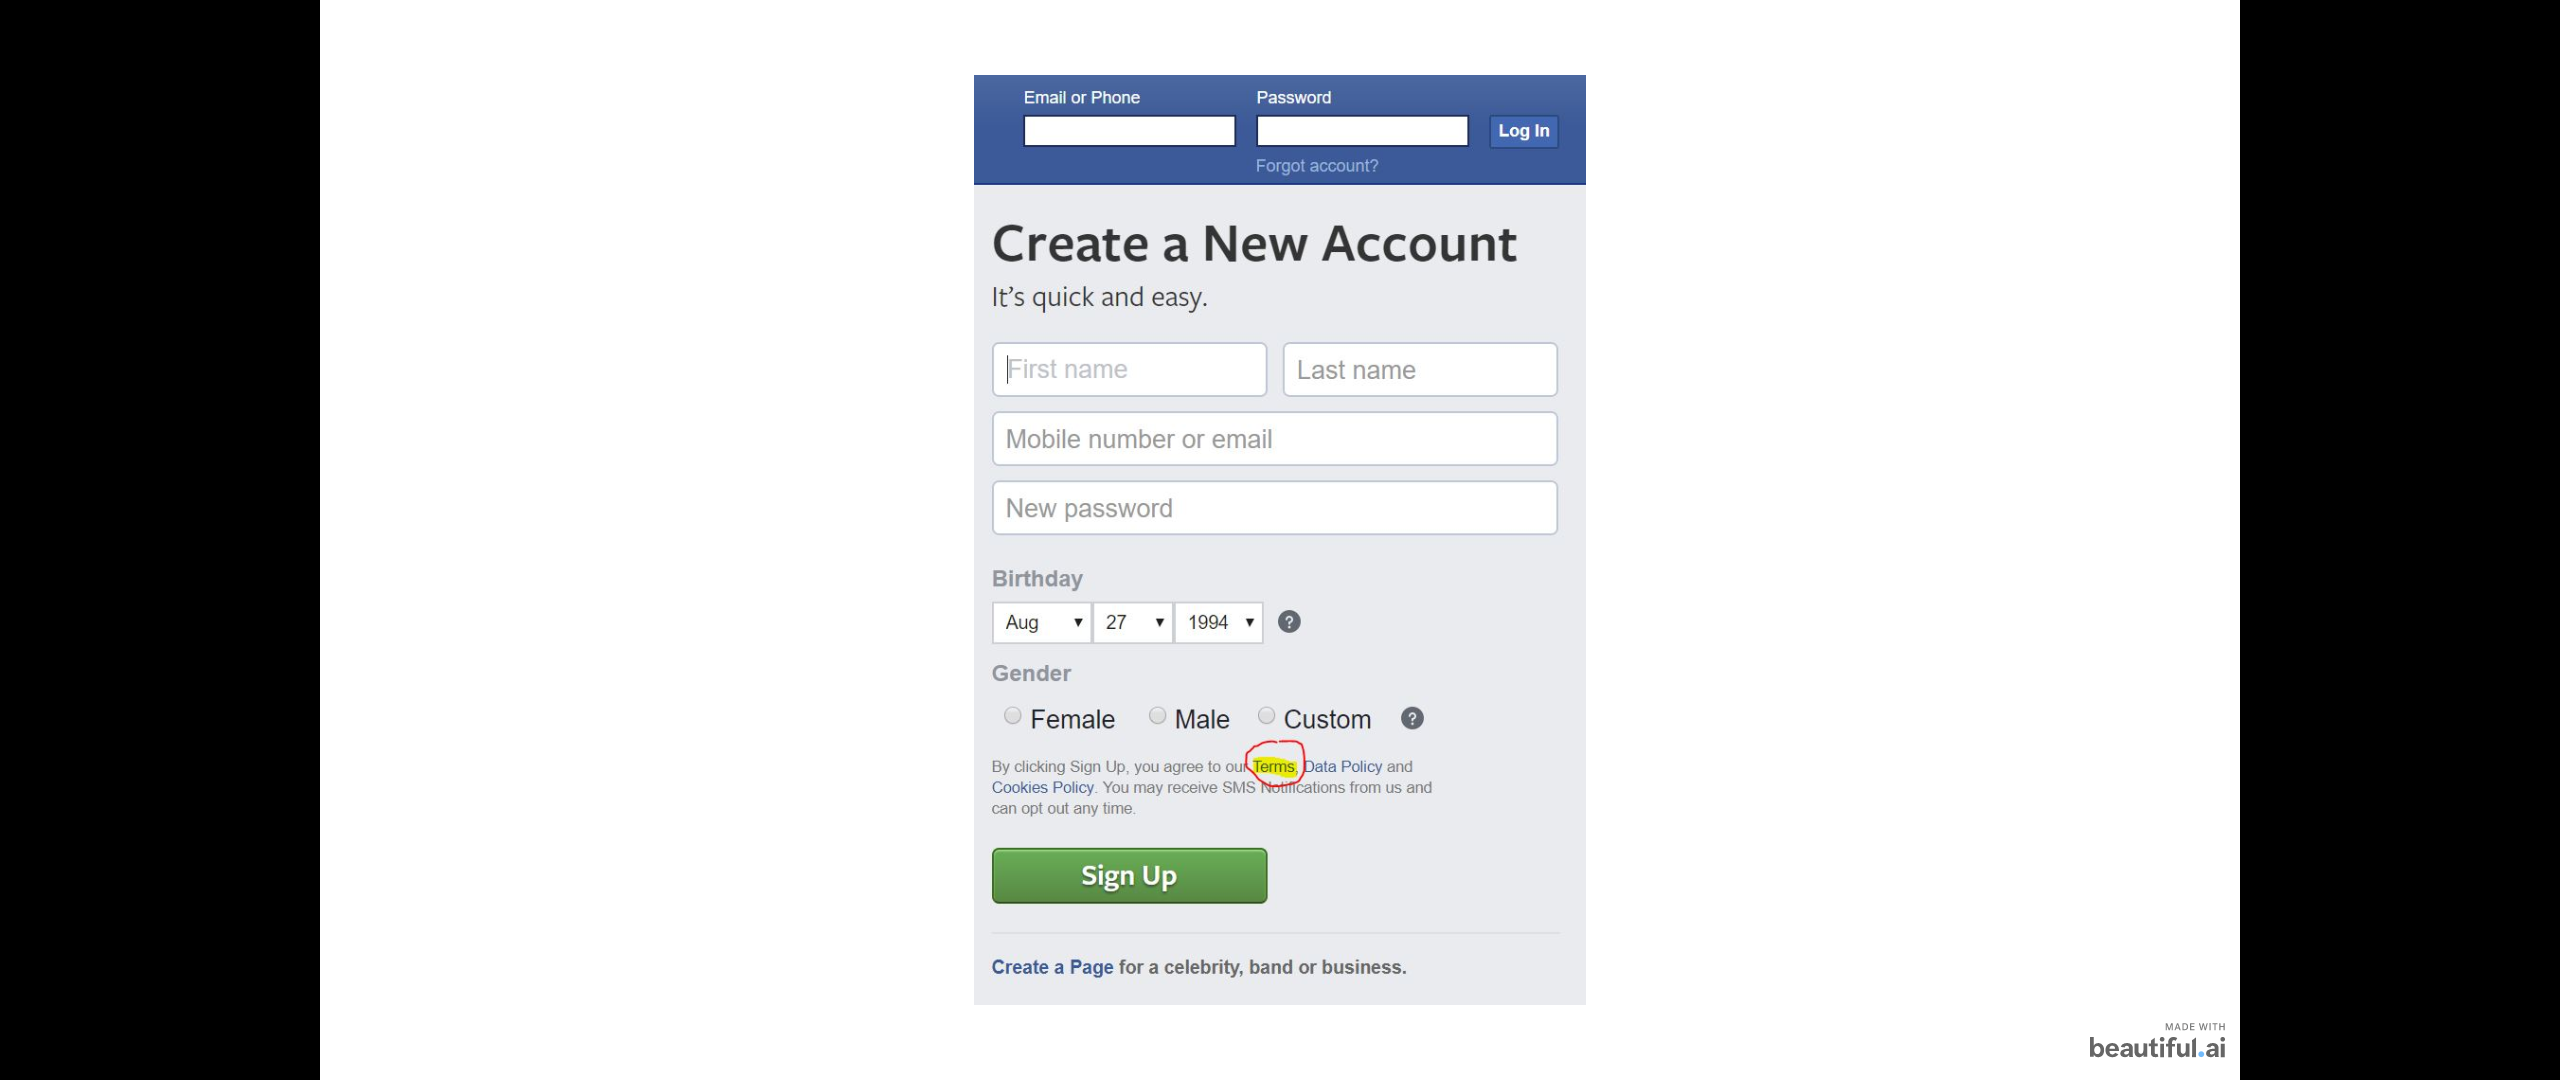 Email or Phone
Password
Log In
Forgot account?
Create a New Account
It's quick and easy.
First name
Last name
Mobile number or email
New password
Birthday
Aug
27
1994
?
Gender
Female
Male
Custom
?
By clicking Sign Up, you agree to our Terms, Data Policy and
Cookies Policy. You may receive SMS Notifications from us and
can opt out any time.
Sign Up
Create a Page for a celebrity, band or business.
MADE WITH
beautiful.ai